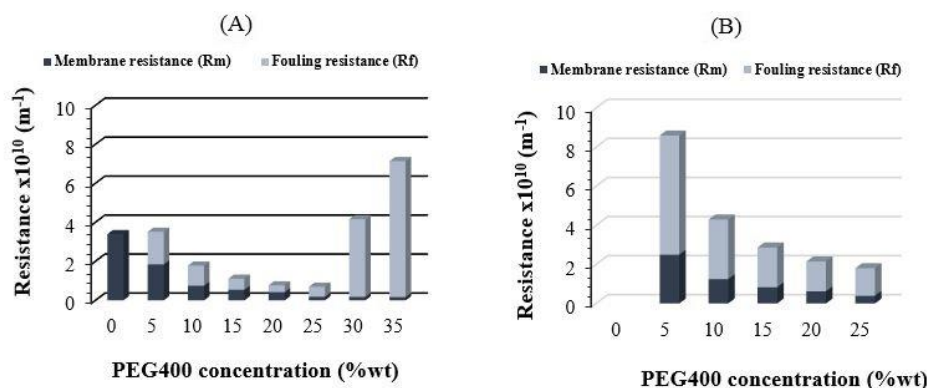 (A)
Membrane resistance (Rm) Fouling resistance (Rf)
Resistance x10¹⁰ (m⁻¹)
10
8
6
4
2
0
0 5 10 15 20 25 30 35
PEG400 concentration (%wt)
(B)
Membrane resistance (Rm) Fouling resistance (Rf)
Resistance x10¹⁰ (m⁻¹)
10
8
6
4
2
0
0 5 10 15 20 25
PEG400 concentration (%wt)